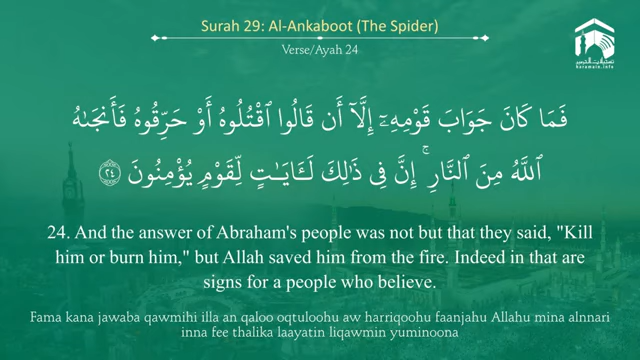 Surah 29: Al-Ankaboot (The Spider)
Verse/Ayah 24
haramain.info
فَمَا كَانَ جَوَابَ قَوْمِهِۦٓ إِلَّآ أَن قَالُوا۟ ٱقْتُلُوهُ أَوْ حَرِّقُوهُ فَأَنجَىٰهُ
ٱللَّهُ مِنَ ٱلنَّارِ ۚ إِنَّ فِى ذَٰلِكَ لَـَٔايَـٰتٍ لِّقَوْمٍ يُؤْمِنُونَ ٢٤
24. And the answer of Abraham's people was not but that they said, "Kill
him or burn him," but Allah saved him from the fire. Indeed in that are
signs for a people who believe.
Fama kana jawaba qawmihi illa an qaloo oqtuloohu aw harriqoohu faanjahu Allahu mina alnnari
inna fee thalika laayatin liqawmin yuminoona